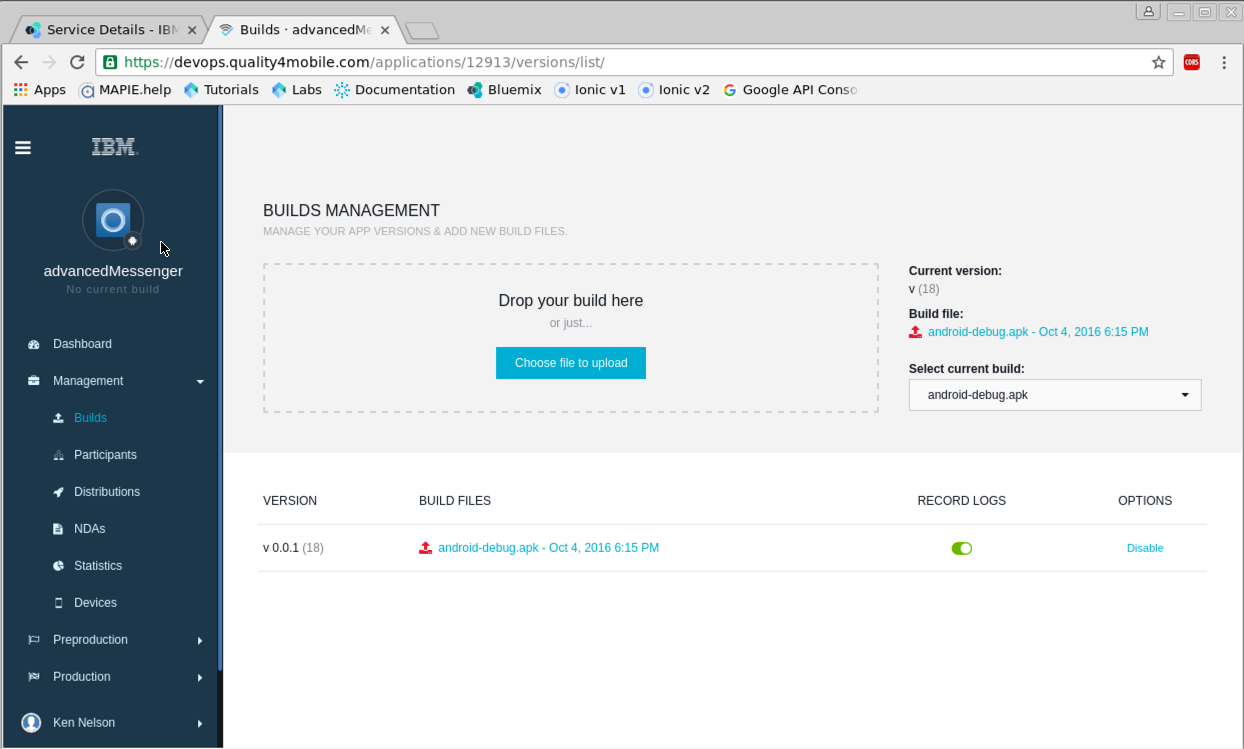 Service Details - IBM
Builds · advancedMe
https://devops.quality4mobile.com/applications/12913/versions/list/
CORS
Apps MAPIE.help Tutorials Labs Documentation Bluemix Ionic v1 Ionic v2 Google API Conso
IBM
advancedMessenger
No current build
Dashboard
Management
Builds
Participants
Distributions
NDAs
Statistics
Devices
Preproduction
Production
Ken Nelson
BUILDS MANAGEMENT
MANAGE YOUR APP VERSIONS & ADD NEW BUILD FILES.
Drop your build here
or just...
Choose file to upload
Current version:
v (18)
Build file:
android-debug.apk - Oct 4, 2016 6:15 PM
Select current build:
android-debug.apk
VERSION BUILD FILES RECORD LOGS OPTIONS
v 0.0.1 (18) android-debug.apk - Oct 4, 2016 6:15 PM Disable